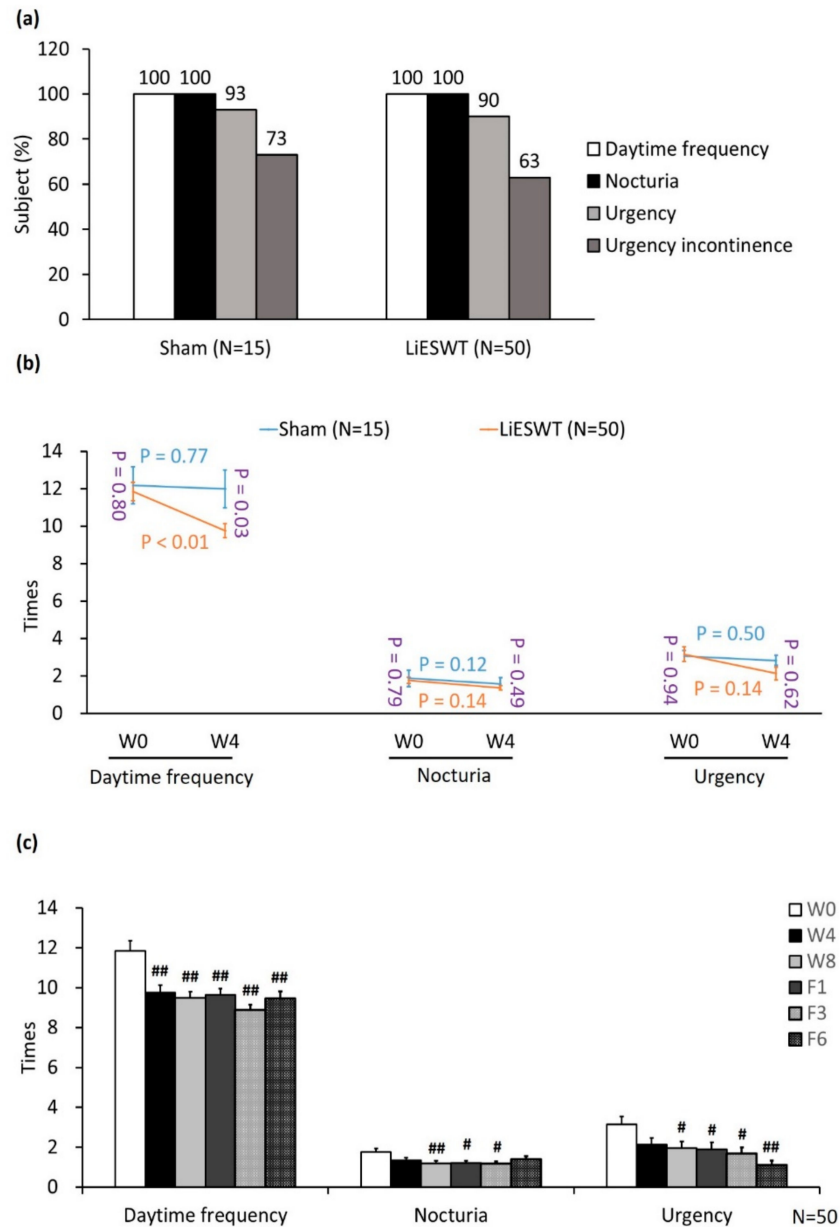 (a)
120
100
80
60
40
20
0
Subject (%)
100 100 93 73
100 100 90 63
Daytime frequency
Nocturia
Urgency
Urgency incontinence
Sham (N=15) LiESWT (N=50)
(b)
Sham (N=15) LiESWT (N=50)
14
12
10
8
6
4
2
0
Times
P = 0.80
P = 0.77
P < 0.01
P = 0.03
P = 0.79
P = 0.12
P = 0.14
P = 0.49
P = 0.94
P = 0.50
P = 0.14
P = 0.62
W0 W4 W0 W4 W0 W4
Daytime frequency Nocturia Urgency
(c)
14
12
10
8
6
4
2
0
Times
## ## ## ## ##
## # #
# # # ##
W0
W4
W8
F1
F3
F6
Daytime frequency Nocturia Urgency N=50